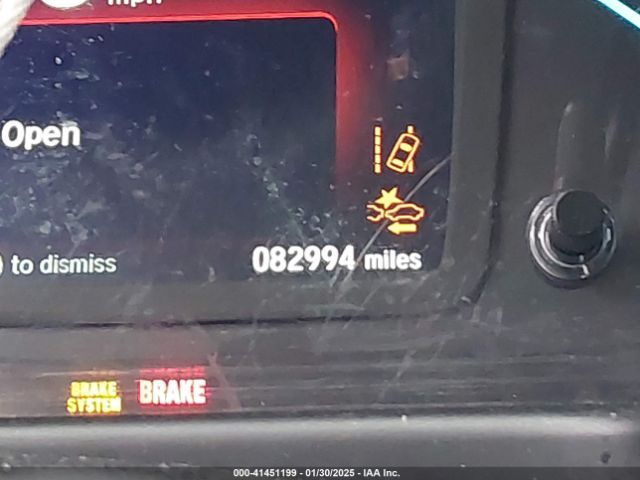 mph
Open
) to dismiss
082994 miles
BRAKE SYSTEM
BRAKE
000-41451199 - 01/30/2025 - IAA Inc.